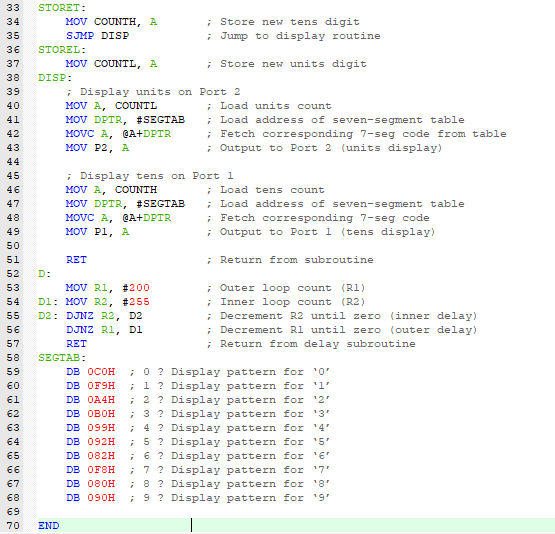 33 STORET:
34 MOV COUNTH, A ; Store new tens digit
35 SJMP DISP ; Jump to display routine
36 STOREL:
37 MOV COUNTL, A ; Store new units digit
38 DISP:
39 ; Display units on Port 2
40 MOV A, COUNTL ; Load units count
41 MOV DPTR, #SEGTAB ; Load address of seven-segment table
42 MOVC A, @A+DPTR ; Fetch corresponding 7-seg code from table
43 MOV P2, A ; Output to Port 2 (units display)
44
45 ; Display tens on Port 1
46 MOV A, COUNTH ; Load tens count
47 MOV DPTR, #SEGTAB ; Load address of seven-segment table
48 MOVC A, @A+DPTR ; Fetch corresponding 7-seg code
49 MOV P1, A ; Output to Port 1 (tens display)
50
51 RET ; Return from subroutine
52 D:
53 MOV R1, #200 ; Outer loop count (R1)
54 D1: MOV R2, #255 ; Inner loop count (R2)
55 D2: DJNZ R2, D2 ; Decrement R2 until zero (inner delay)
56 DJNZ R1, D1 ; Decrement R1 until zero (outer delay)
57 RET ; Return from delay subroutine
58 SEGTAB:
59 DB 0C0H ; 0 ? Display pattern for ‘0’
60 DB 0F9H ; 1 ? Display pattern for ‘1’
61 DB 0A4H ; 2 ? Display pattern for ‘2’
62 DB 0B0H ; 3 ? Display pattern for ‘3’
63 DB 099H ; 4 ? Display pattern for ‘4’
64 DB 092H ; 5 ? Display pattern for ‘5’
65 DB 082H ; 6 ? Display pattern for ‘6’
66 DB 0F8H ; 7 ? Display pattern for ‘7’
67 DB 080H ; 8 ? Display pattern for ‘8’
68 DB 090H ; 9 ? Display pattern for ‘9’
69
70 END